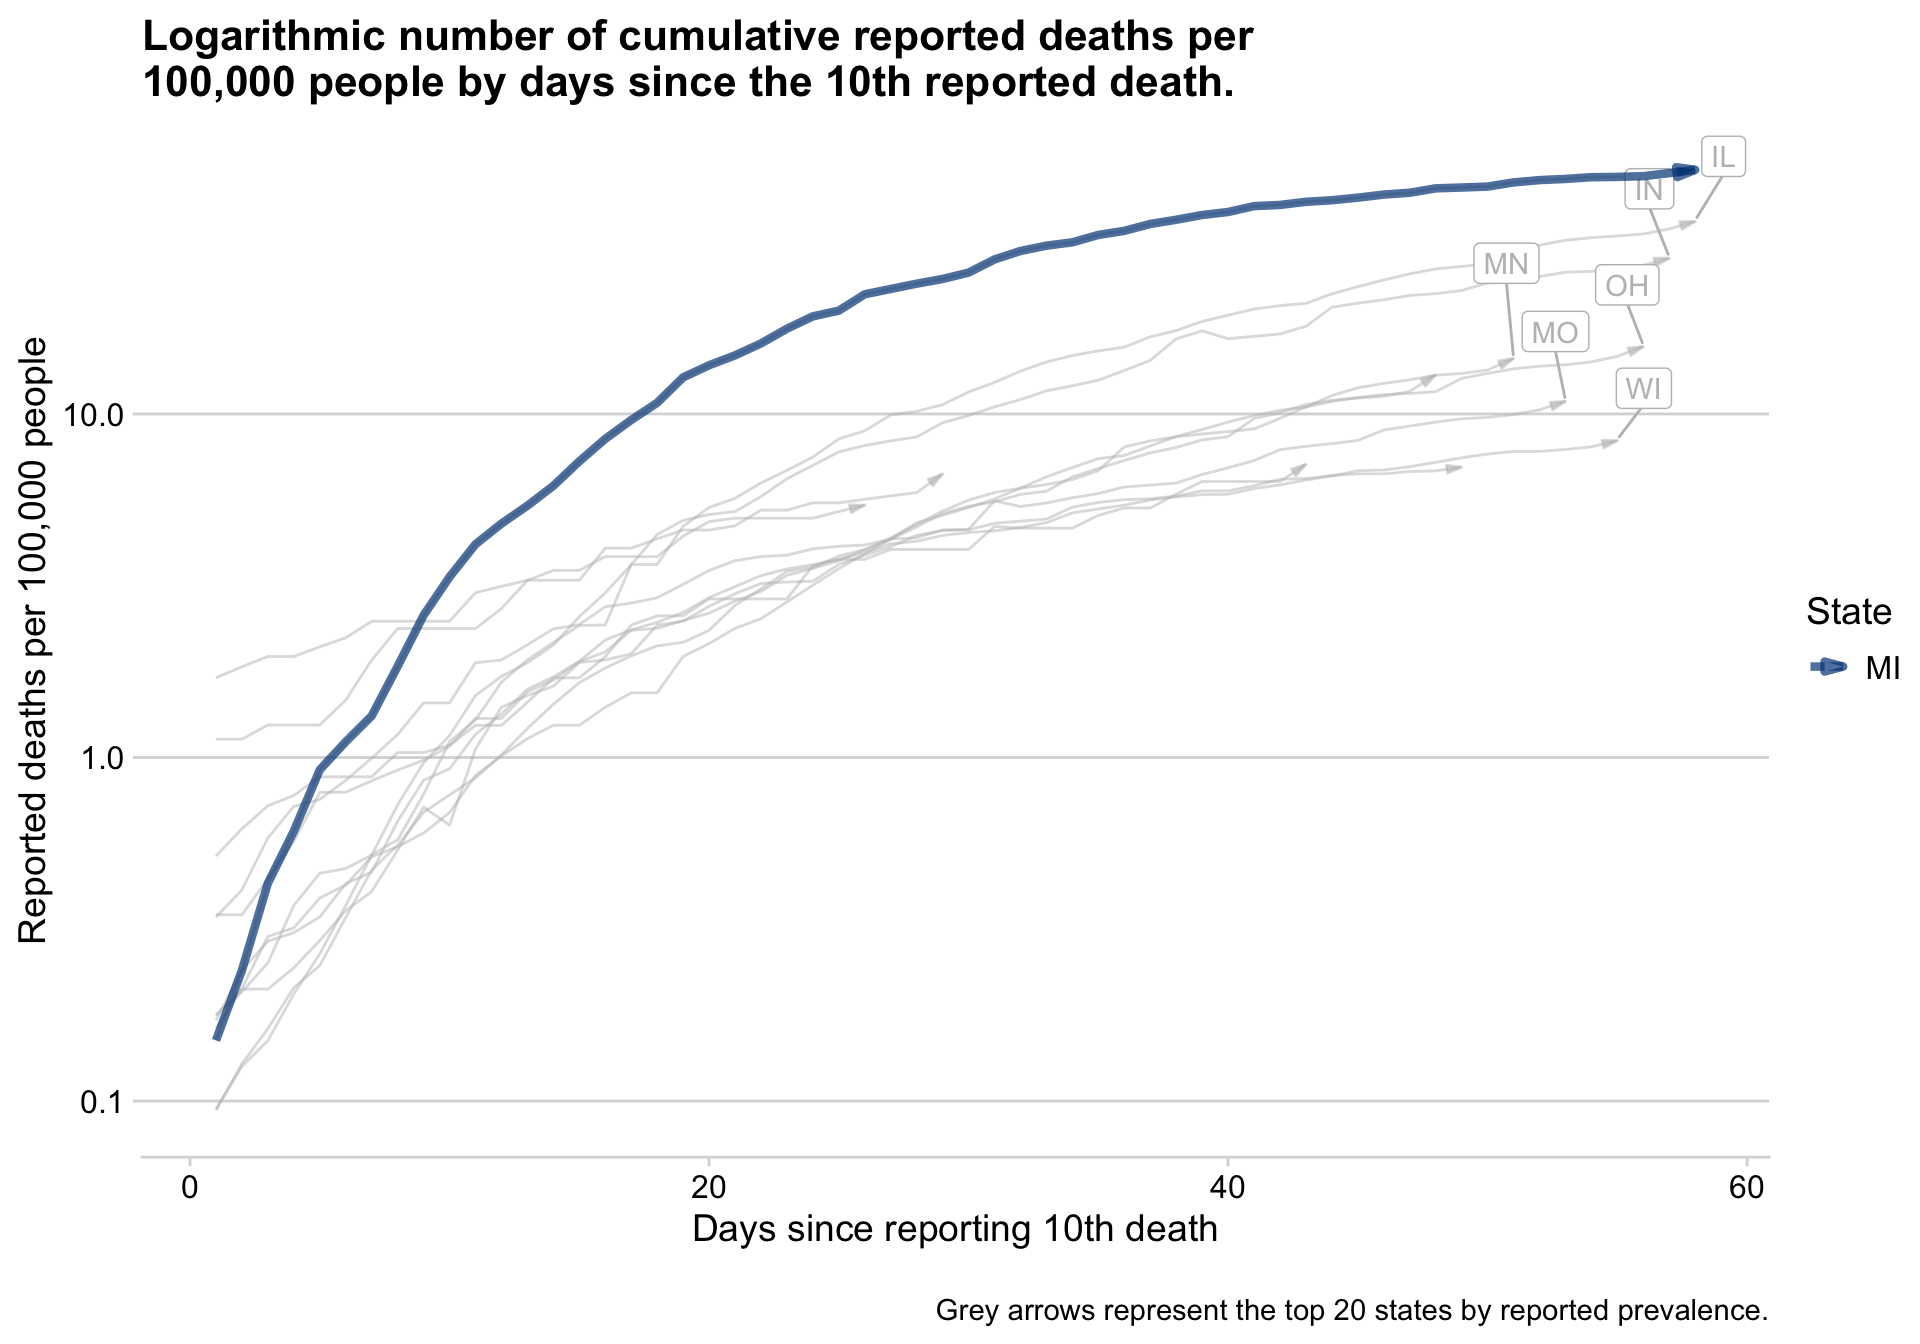 Logarithmic number of cumulative reported deaths per
100,000 people by days since the 10th reported death.
Reported deaths per 100,000 people
10.0
1.0
0.1
IL
IN
MN
OH
MO
WI
State
MI
0
20
40
60
Days since reporting 10th death
Grey arrows represent the top 20 states by reported prevalence.